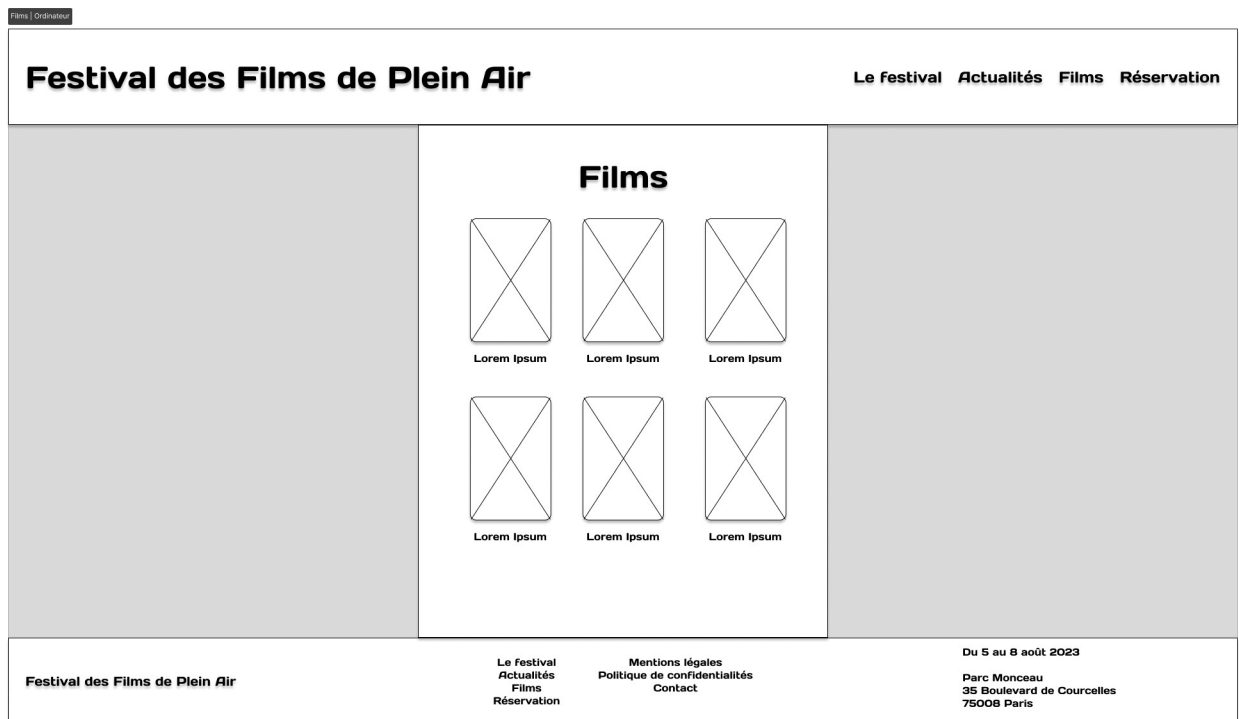 Films | Ordinateur
Festival des Films de Plein Air
Le festival Actualités Films Réservation
Films
Lorem Ipsum Lorem Ipsum Lorem Ipsum
Lorem Ipsum Lorem Ipsum Lorem Ipsum
Festival des Films de Plein Air
Le festival
Actualités
Films
Réservation
Mentions légales
Politique de confidentialités
Contact
Du 5 au 8 août 2023
Parc Monceau
35 Boulevard de Courcelles
75008 Paris